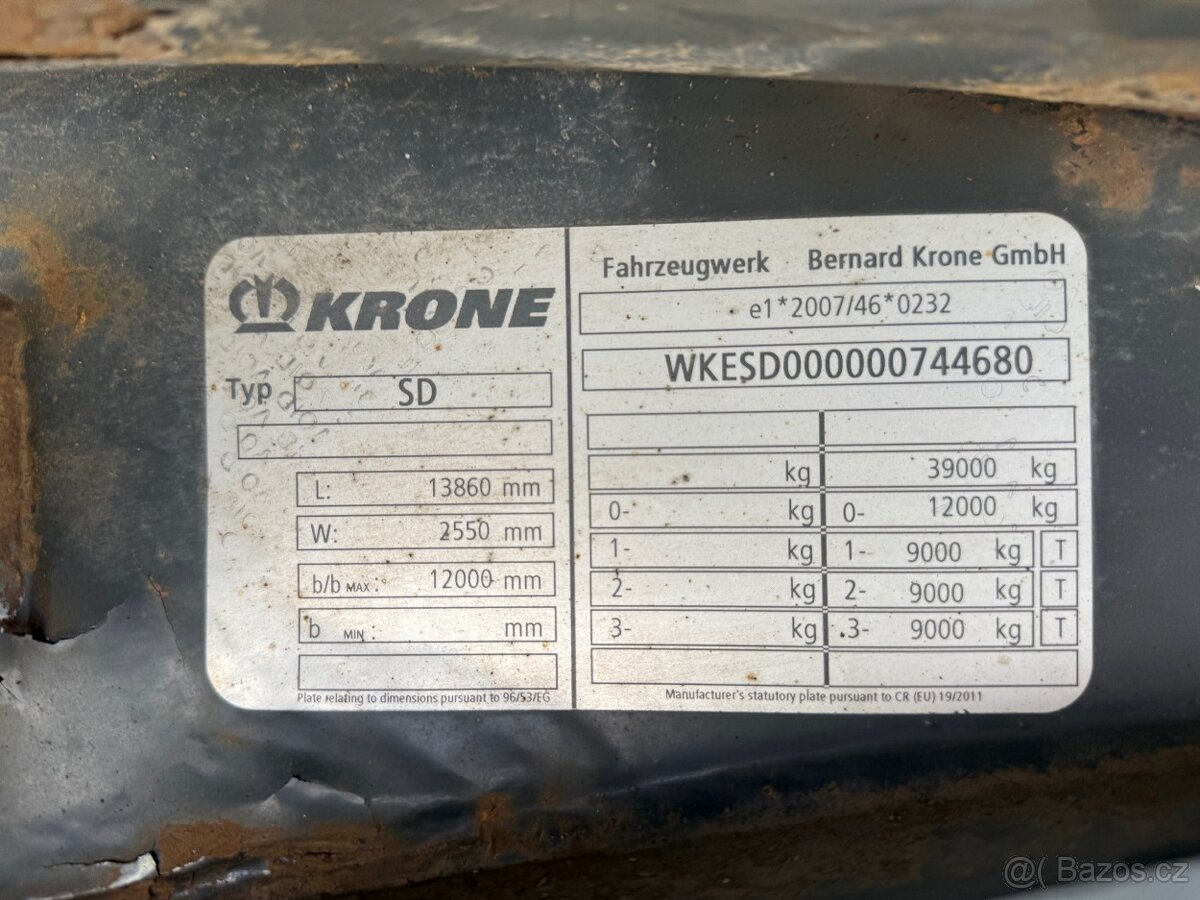 KRONE
Typ SD
L: 13860 mm
W: 2550 mm
b/b MAX: 12000 mm
b MIN: mm
Plate relating to dimensions pursuant to 96/53/EG
Fahrzeugwerk Bernard Krone GmbH
e1*2007/46*0232
WKESD000000744680
kg 39000 kg
0- kg 0- 12000 kg
1- kg 1- 9000 kg T
2- kg 2- 9000 kg T
3- kg 3- 9000 kg T
Manufacturer's statutory plate pursuant to CR (EU) 19/2011
@( Bazos.cz